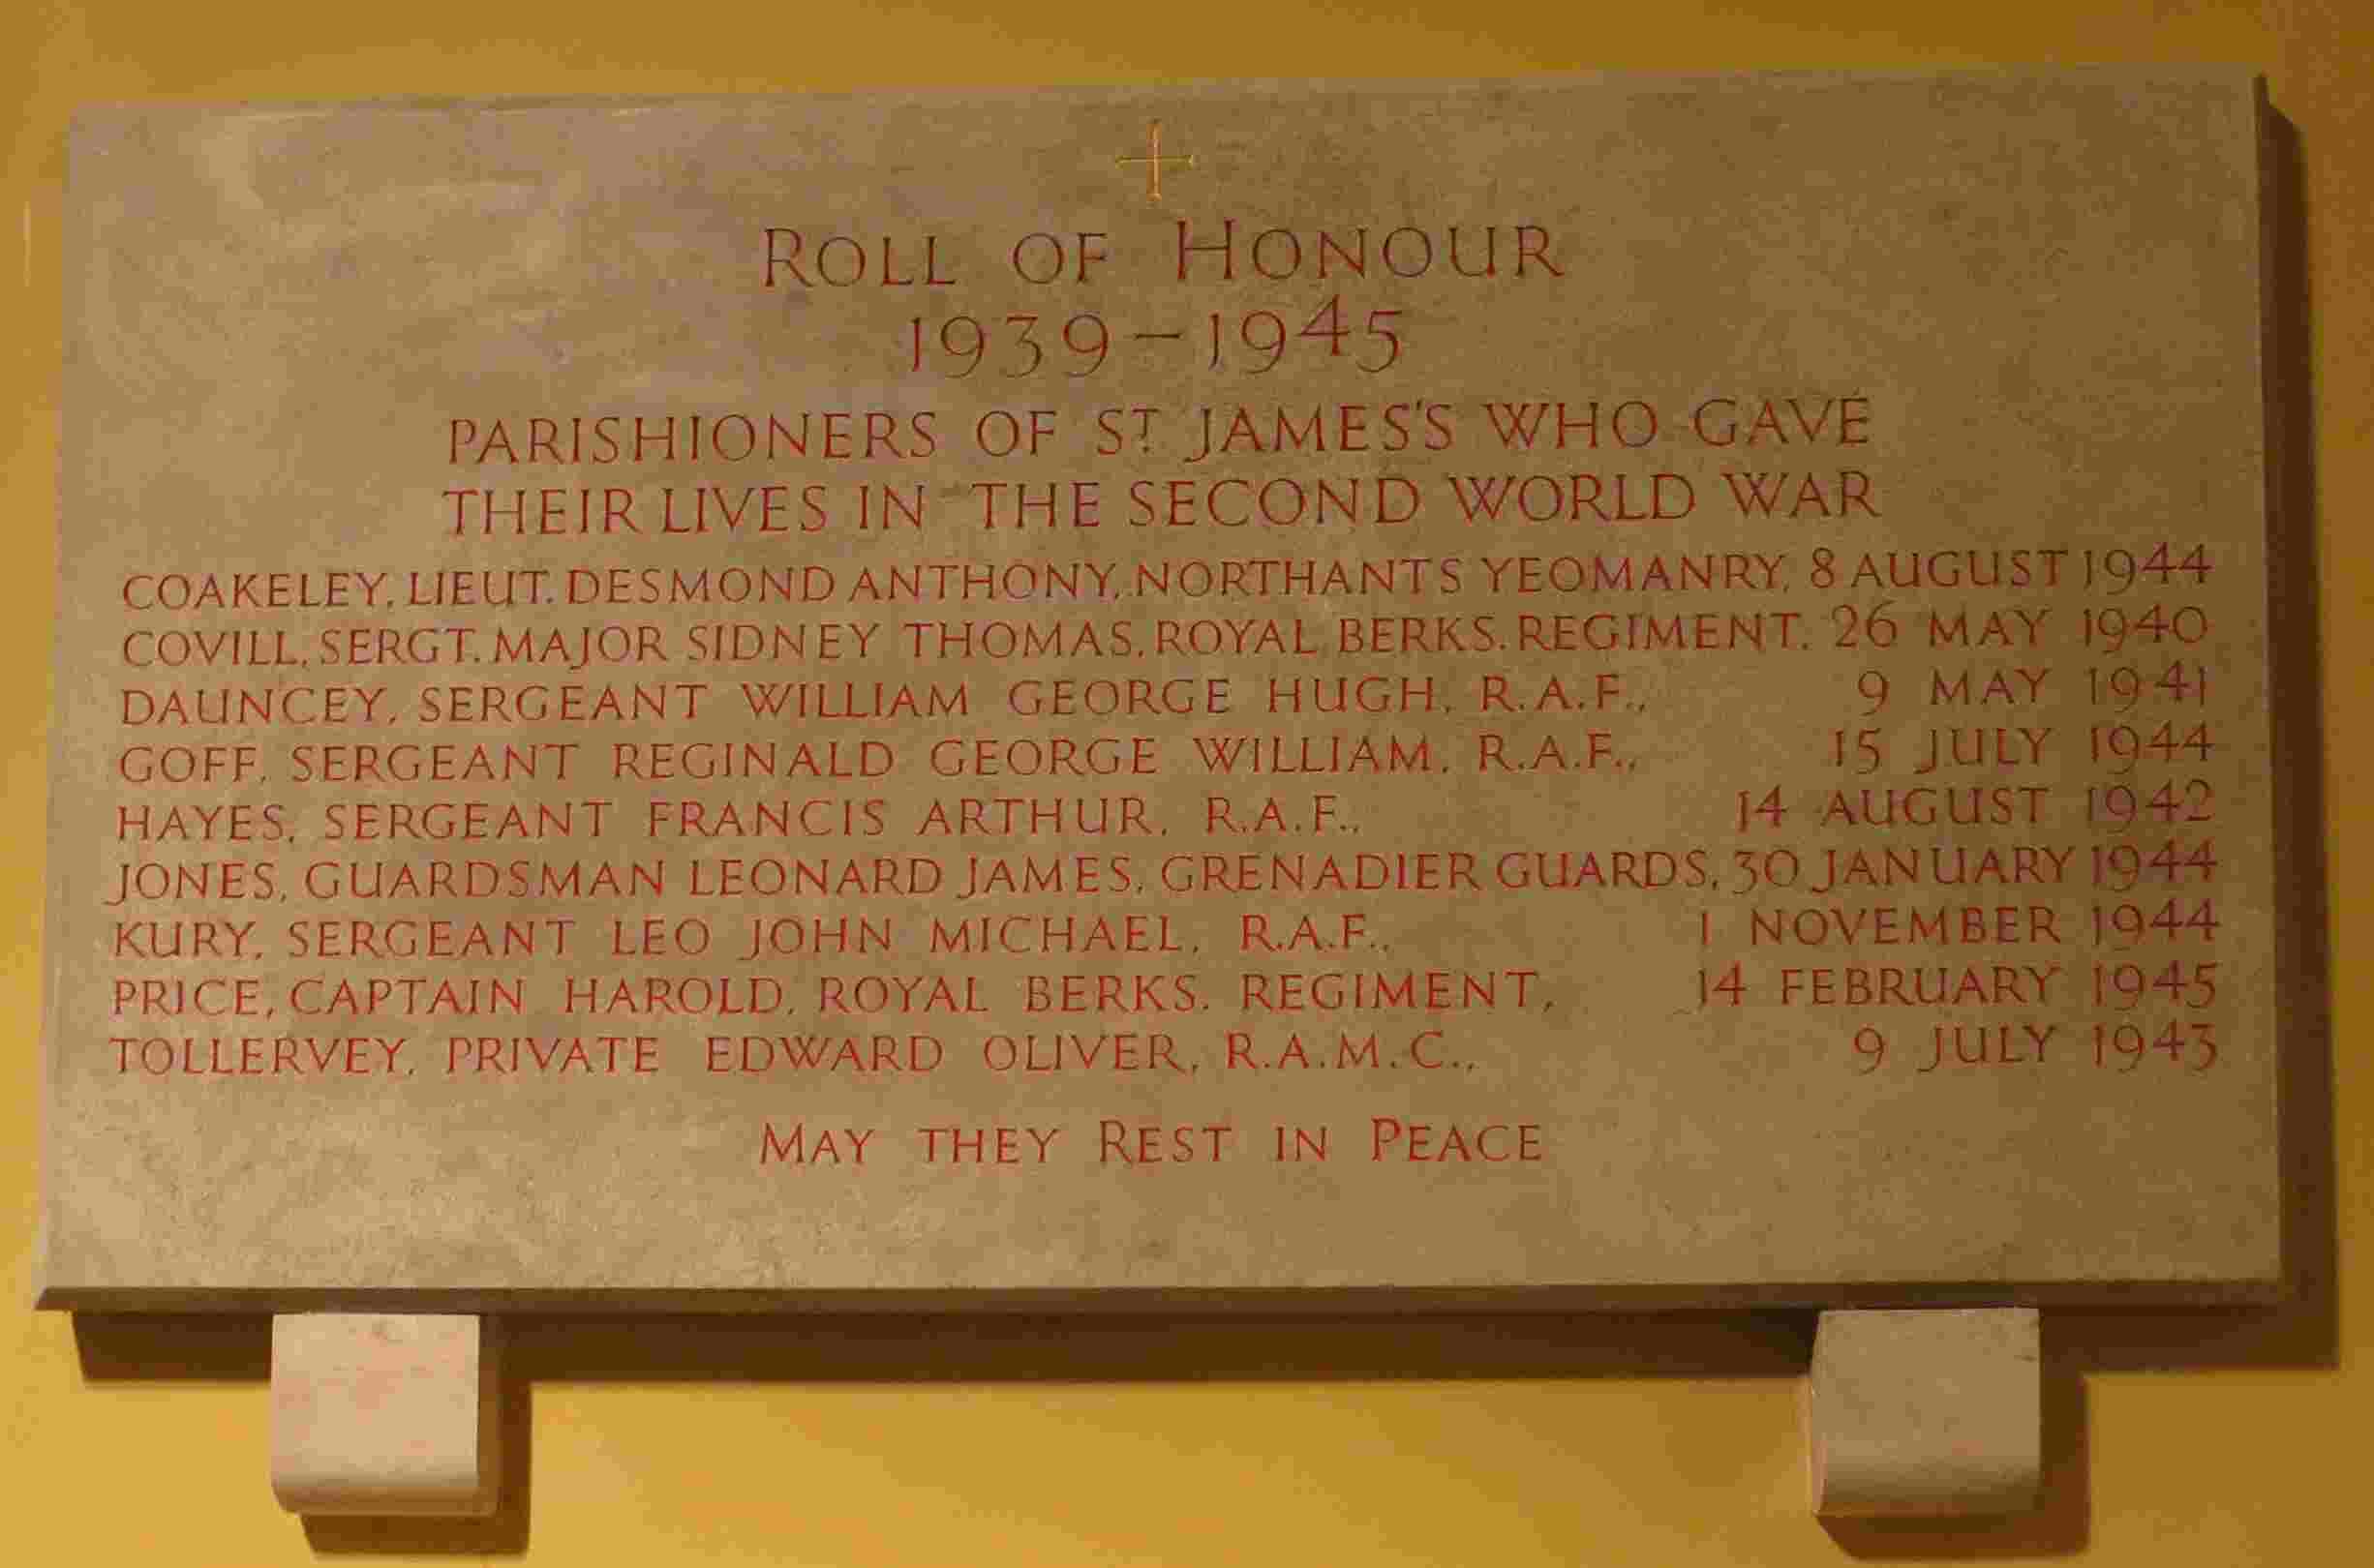 ROLL OF HONOUR
1939–1945
PARISHIONERS OF ST JAMES'S WHO GAVE
THEIR LIVES IN THE SECOND WORLD WAR
COAKELEY, LIEUT. DESMOND ANTHONY, NORTHANTS YEOMANRY, 8 AUGUST 1944
COVILL, SERGT. MAJOR SIDNEY THOMAS, ROYAL BERKS. REGIMENT, 26 MAY 1940
DAUNCEY, SERGEANT WILLIAM GEORGE HUGH, R.A.F., 9 MAY 1941
GOFF, SERGEANT REGINALD GEORGE WILLIAM, R.A.F., 15 JULY 1944
HAYES, SERGEANT FRANCIS ARTHUR, R.A.F., 14 AUGUST 1942
JONES, GUARDSMAN LEONARD JAMES, GRENADIER GUARDS, 30 JANUARY 1944
KURY, SERGEANT LEO JOHN MICHAEL, R.A.F., 1 NOVEMBER 1944
PRICE, CAPTAIN HAROLD, ROYAL BERKS. REGIMENT, 14 FEBRUARY 1945
TOLLERVEY, PRIVATE EDWARD OLIVER, R.A.M.C., 9 JULY 1943
MAY THEY REST IN PEACE